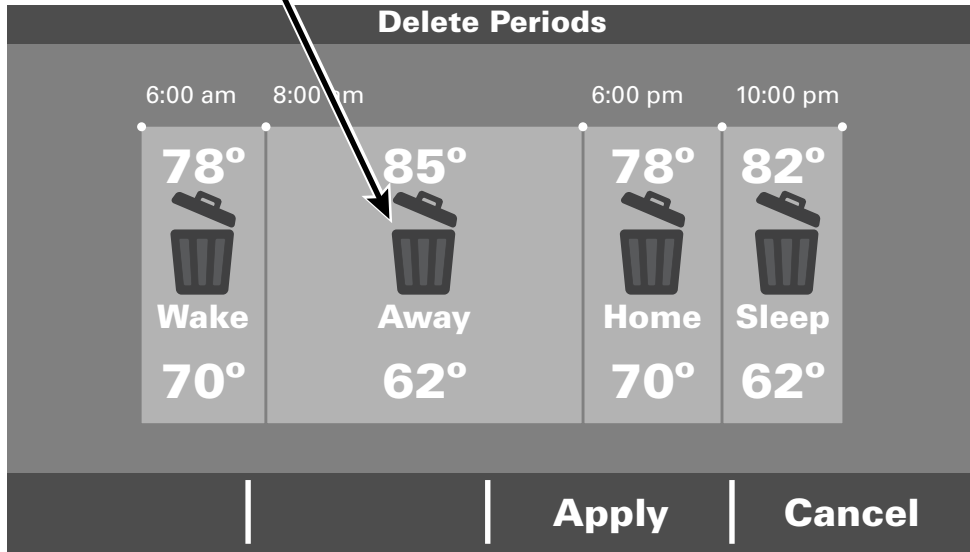 Delete Periods
6:00 am 8:00 am 6:00 pm 10:00 pm
78º 85º 78º 82º
Wake Away Home Sleep
70º 62º 70º 62º
Apply Cancel